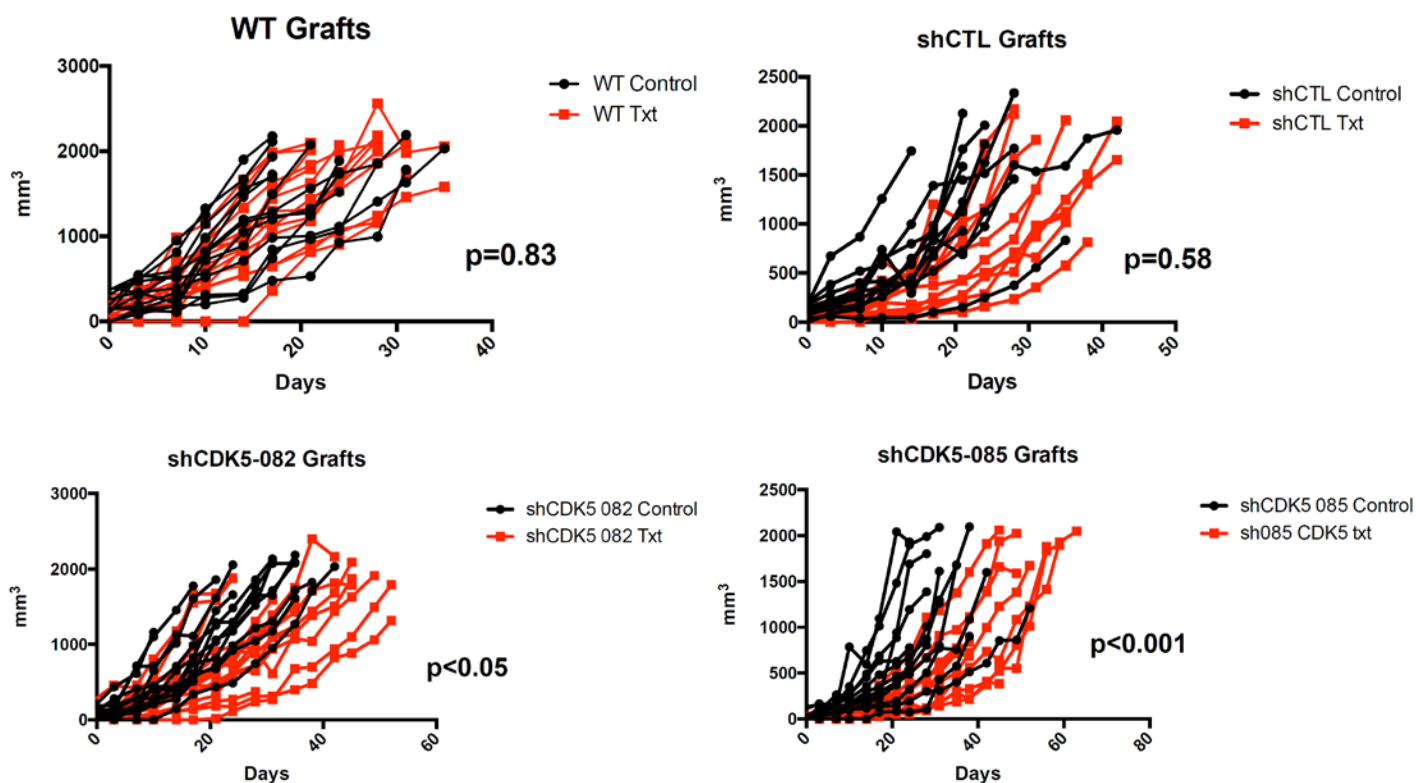 WT Grafts
3000
2000
1000
0
mm³
0
10
20
30
40
Days
WT Control
WT Txt
p=0.83
shCTL Grafts
2500
2000
1500
1000
500
0
mm³
0
10
20
30
40
50
Days
shCTL Control
shCTL Txt
p=0.58
shCDK5-082 Grafts
3000
2000
1000
0
mm³
0
20
40
60
Days
shCDK5 082 Control
shCDK5 082 Txt
p<0.05
shCDK5-085 Grafts
2500
2000
1500
1000
500
0
mm³
0
20
40
60
80
Days
shCDK5 085 Control
sh085 CDK5 txt
p<0.001